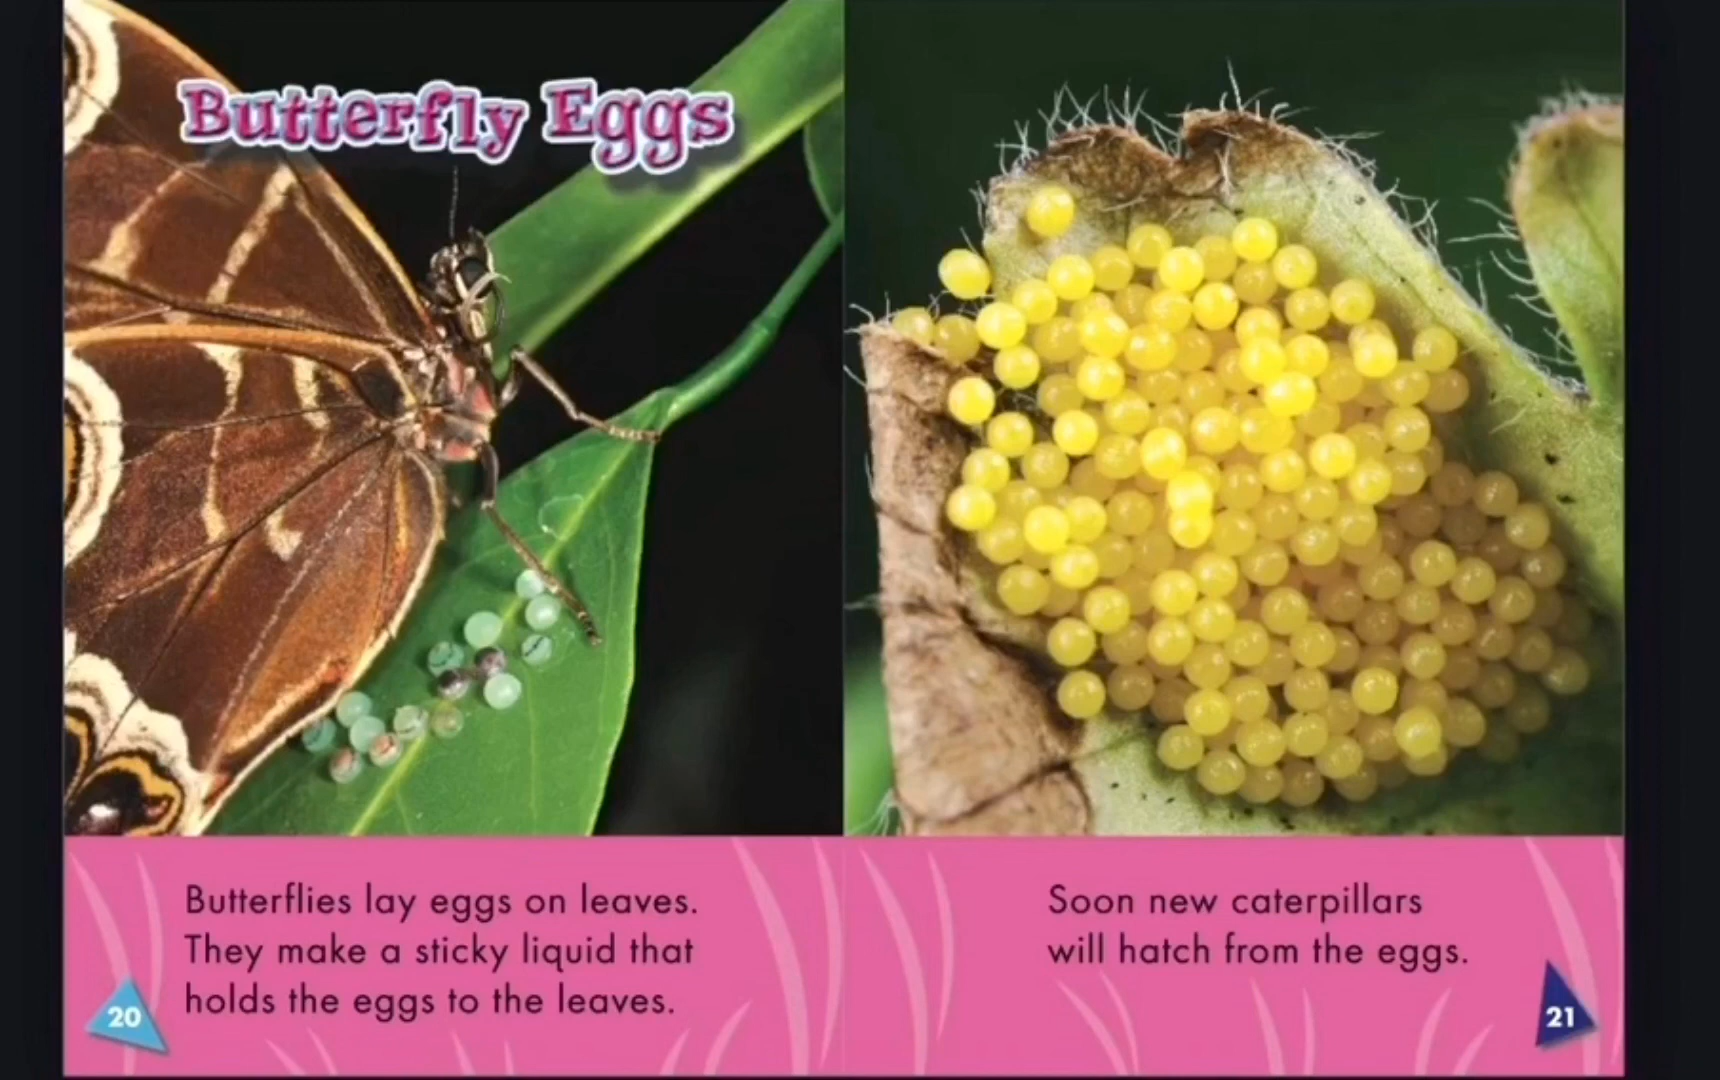 Butterfly Eggs
Butterflies lay eggs on leaves.
They make a sticky liquid that
holds the eggs to the leaves.
20
Soon new caterpillars
will hatch from the eggs.
21